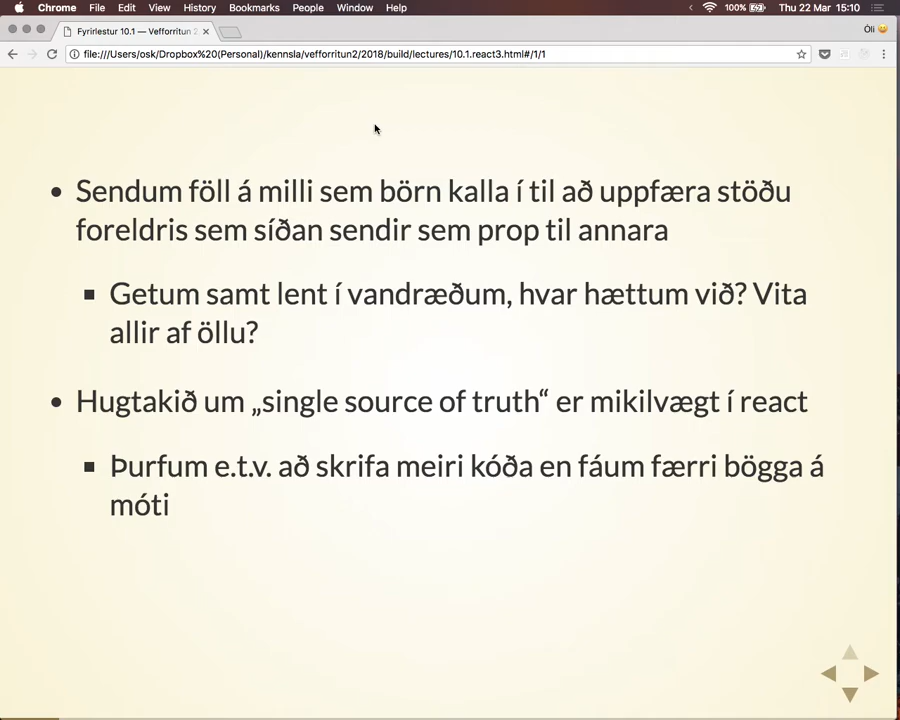 Chrome File Edit View History Bookmarks People Window Help 100% Thu 22 Mar 15:10
Fyrirlestur 10.1 — Vefforritun 2 Óli
file:///Users/osk/Dropbox%20(Personal)/kennsla/vefforritun2/2018/build/lectures/10.1.react3.html#/1/1
• Sendum föll á milli sem börn kalla í til að uppfæra stöðu
foreldris sem síðan sendir sem prop til annara
▪ Getum samt lent í vandræðum, hvar hættum við? Vita
allir af öllu?
• Hugtakið um „single source of truth“ er mikilvægt í react
▪ Þurfum e.t.v. að skrifa meiri kóða en fáum færri bögga á
móti